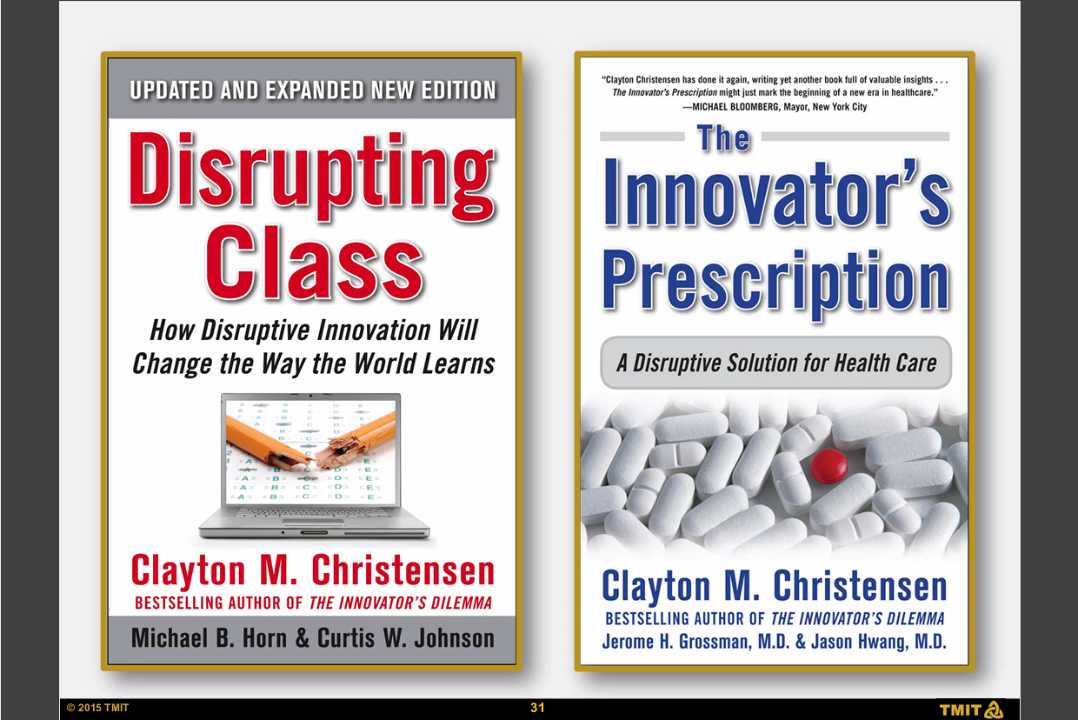 UPDATED AND EXPANDED NEW EDITION
Disrupting
Class
How Disruptive Innovation Will
Change the Way the World Learns
Clayton M. Christensen
BESTSELLING AUTHOR OF THE INNOVATOR'S DILEMMA
Michael B. Horn & Curtis W. Johnson
"Clayton Christensen has done it again, writing yet another book full of valuable insights . . .
The Innovator's Prescription might just mark the beginning of a new era in healthcare."
—MICHAEL BLOOMBERG, Mayor, New York City
The
Innovator's
Prescription
A Disruptive Solution for Health Care
Clayton M. Christensen
BESTSELLING AUTHOR OF THE INNOVATOR'S DILEMMA
Jerome H. Grossman, M.D. & Jason Hwang, M.D.
© 2015 TMIT
31
TMIT